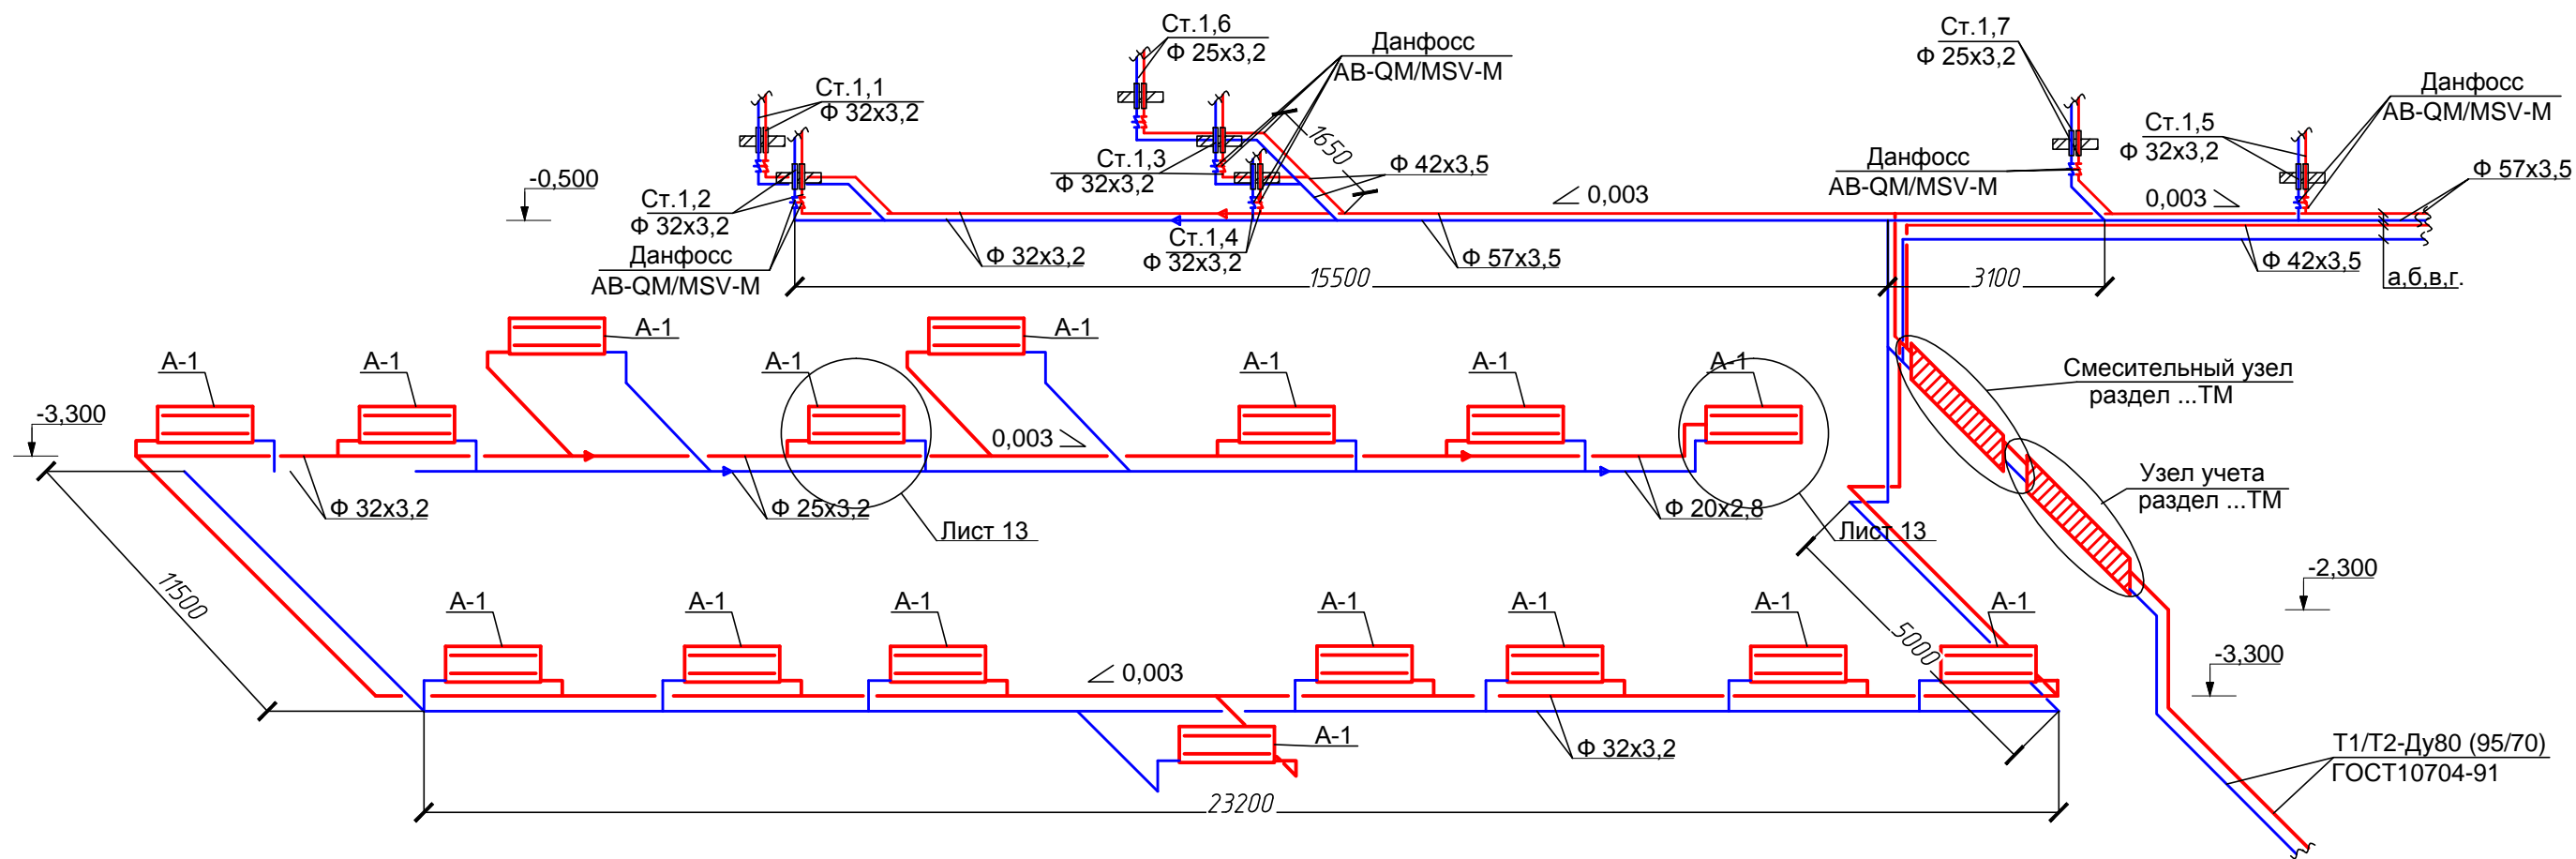 Ст.1,6
Ф 25х3,2
Данфосс
AB-QM/MSV-M
Ст.1,7
Ф 25х3,2
Данфосс
AB-QM/MSV-M
Ст.1,1
Ф 32х3,2
Ст.1,3
Ф 32х3,2
1650
Ф 42х3,5
Данфосс
AB-QM/MSV-M
Ст.1,5
Ф 32х3,2
Ф 57х3,5
-0,500
Ст.1,2
Ф 32х3,2
Данфосс
AB-QM/MSV-M
Ф 32х3,2
Ст.1,4
Ф 32х3,2
0,003
0,003
Ф 57х3,5
Ф 42х3,5
а,б,в,г.
15500
3100
А-1
А-1
А-1
А-1
А-1
А-1
А-1
А-1
-3,300
0,003
Ф 32х3,2
Ф 25х3,2
Ф 20х2,8
Лист 13
Лист 13
Смесительный узел
раздел ...ТМ
Узел учета
раздел ...ТМ
-2,300
-3,300
11500
5000
А-1
А-1
А-1
А-1
А-1
А-1
А-1
0,003
А-1
Ф 32х3,2
23200
Т1/Т2-Ду80 (95/70)
ГОСТ10704-91